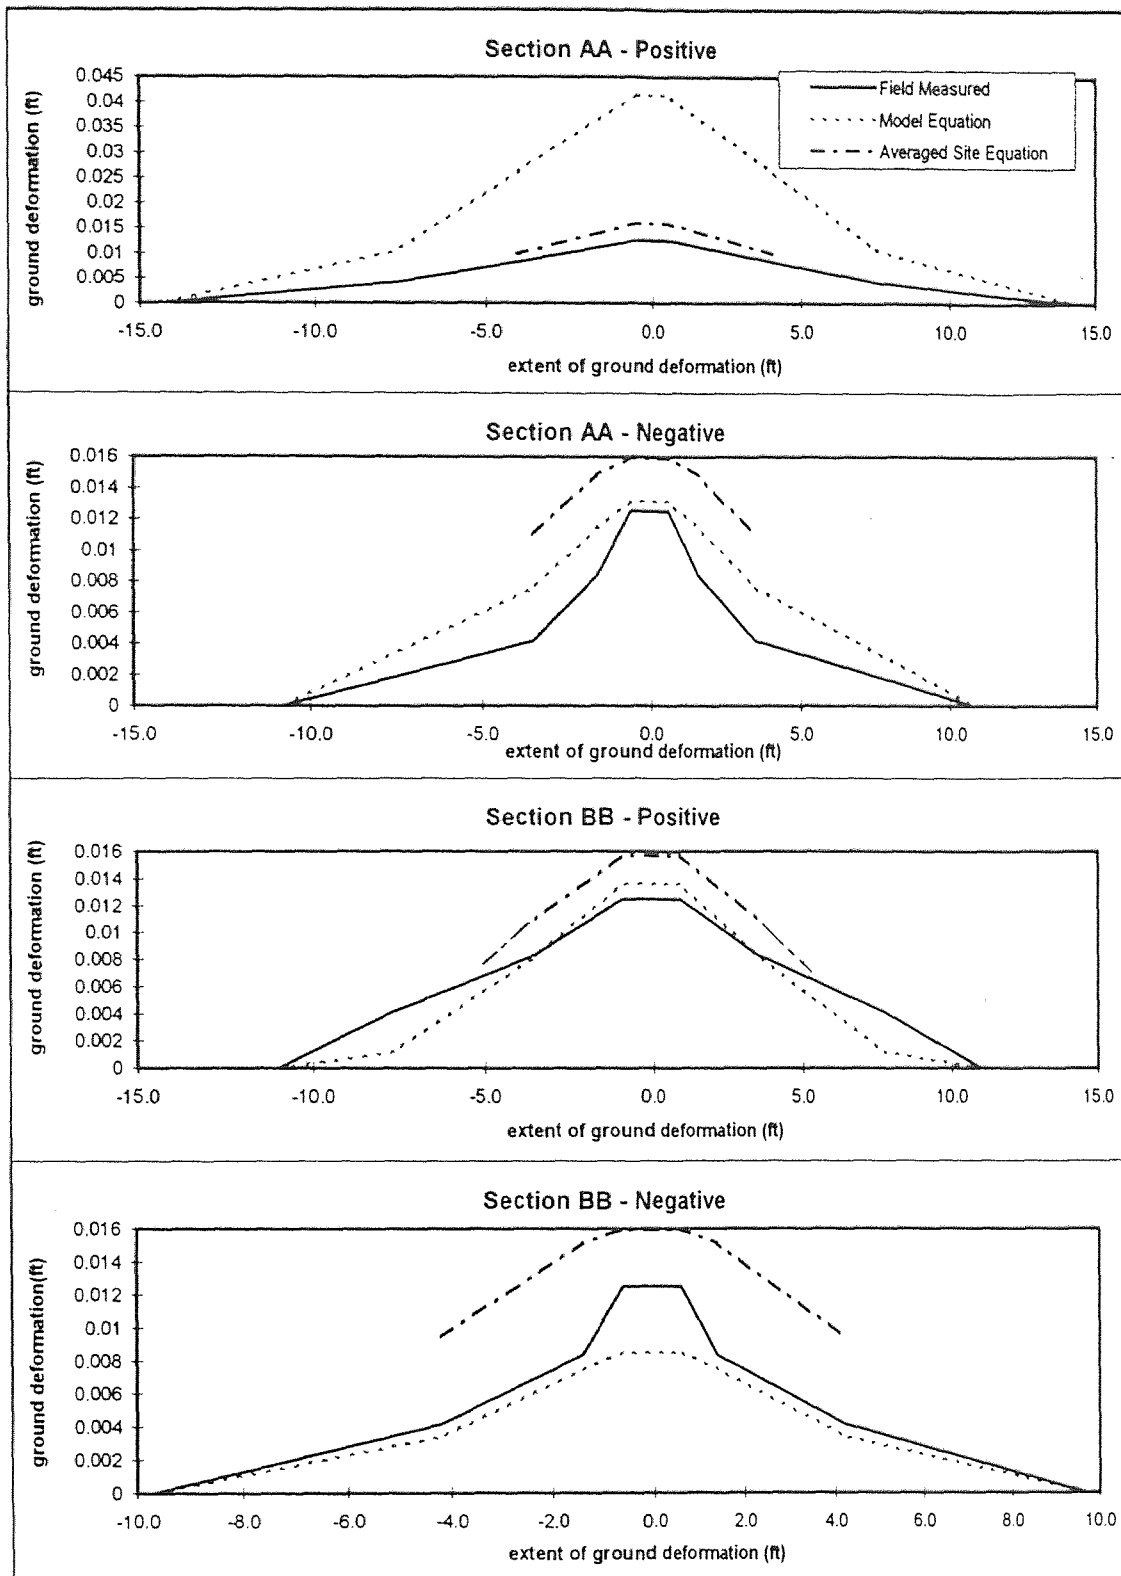 Section AA - Positive
ground deformation (ft)
0.045
0.04
0.035
0.03
0.025
0.02
0.015
0.01
0.005
0
Field Measured
Model Equation
Averaged Site Equation
-15.0 -10.0 -5.0 0.0 5.0 10.0 15.0
extent of ground deformation (ft)
Section AA - Negative
ground deformation (ft)
0.016
0.014
0.012
0.01
0.008
0.006
0.004
0.002
0
-15.0 -10.0 -5.0 0.0 5.0 10.0 15.0
extent of ground deformation (ft)
Section BB - Positive
ground deformation (ft)
0.016
0.014
0.012
0.01
0.008
0.006
0.004
0.002
0
-15.0 -10.0 -5.0 0.0 5.0 10.0 15.0
extent of ground deformation (ft)
Section BB - Negative
ground deformation(ft)
0.016
0.014
0.012
0.01
0.008
0.006
0.004
0.002
0
-10.0 -8.0 -6.0 -4.0 -2.0 0.0 2.0 4.0 6.0 8.0 10.0
extent of ground deformation (ft)